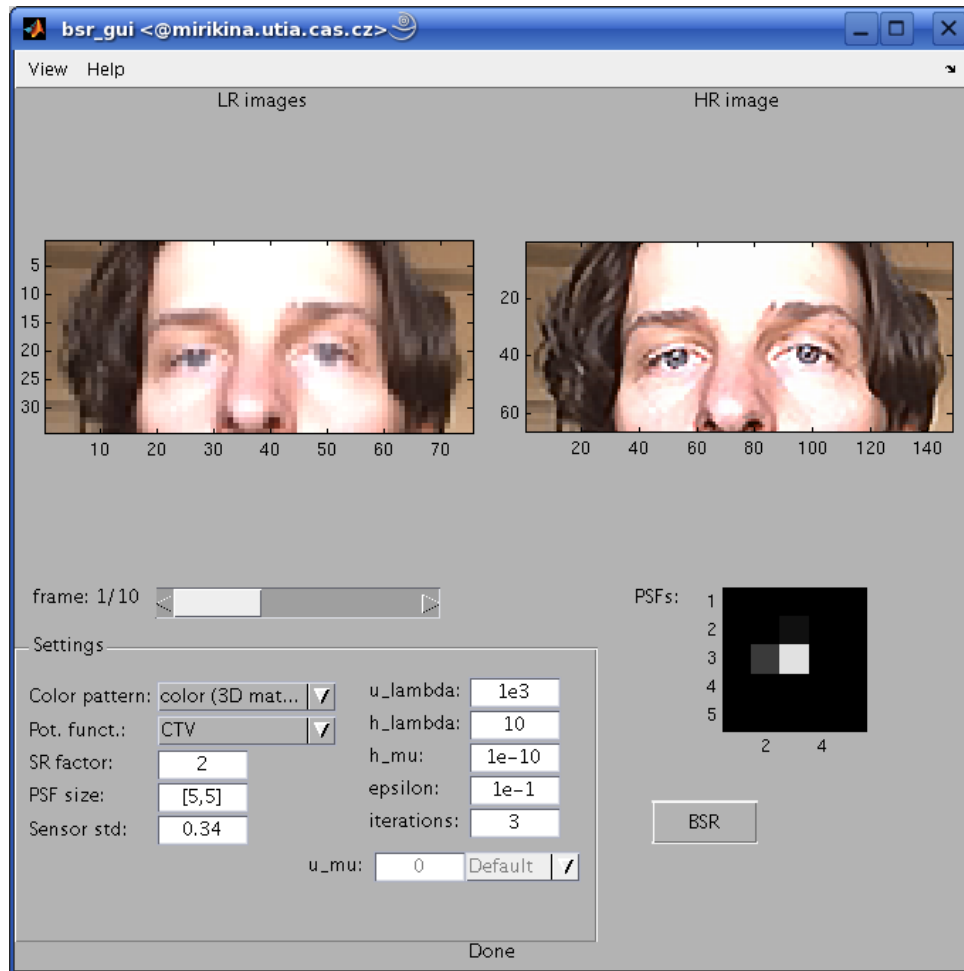 bsr_gui <@mirikina.utia.cas.cz>
View Help
LR images
HR image
5
10
15
20
25
30
10 20 30 40 50 60 70
20
40
60
20 40 60 80 100 120 140
frame: 1/10
PSFs:
1
2
3
4
5
2 4
Settings
Color pattern: color (3D mat...
Pot. funct.: CTV
SR factor: 2
PSF size: [5,5]
Sensor std: 0.34
u_lambda: 1e3
h_lambda: 10
h_mu: 1e-10
epsilon: 1e-1
iterations: 3
u_mu: 0 Default
BSR
Done